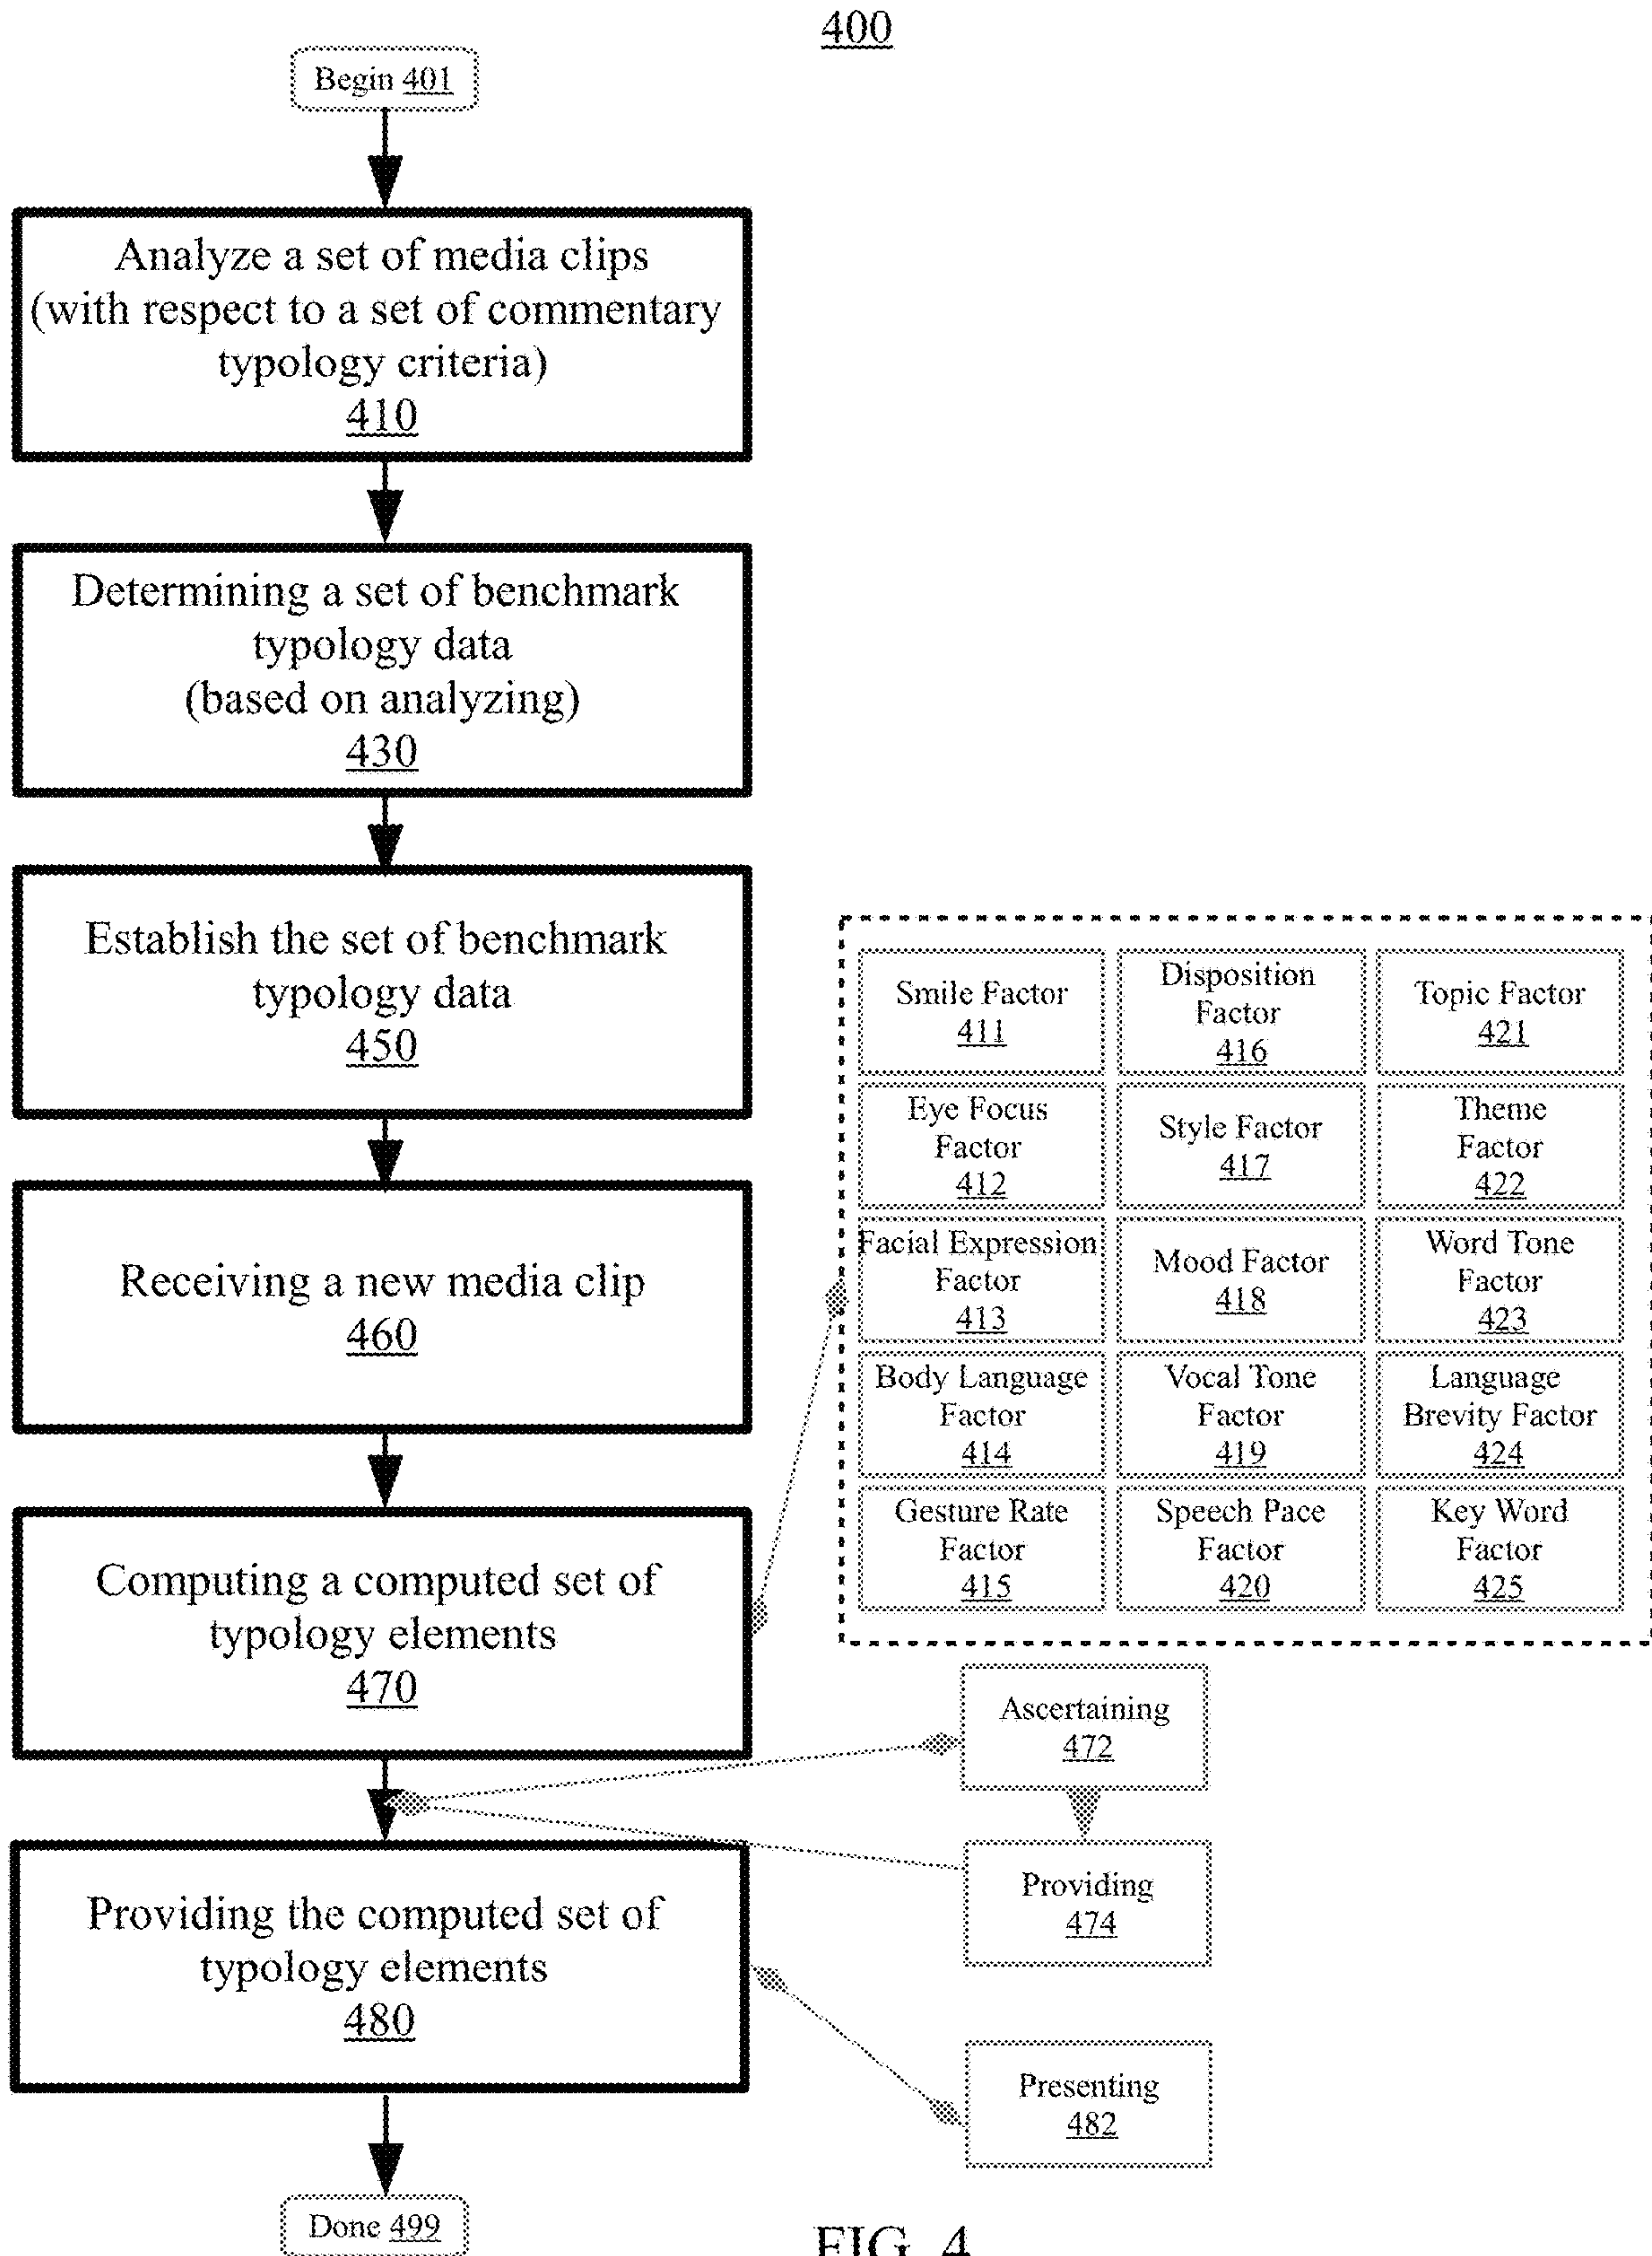 400
Begin 401
Analyze a set of media clips
(with respect to a set of commentary
typology criteria)
410
Determining a set of benchmark
typology data
(based on analyzing)
430
Establish the set of benchmark
typology data
450
Receiving a new media clip
460
Computing a computed set of
typology elements
470
Providing the computed set of
typology elements
480
Done 499
Smile Factor
411
Disposition
Factor
416
Topic Factor
421
Eye Focus
Factor
412
Style Factor
417
Theme
Factor
422
Facial Expression
Factor
413
Mood Factor
418
Word Tone
Factor
423
Body Language
Factor
414
Vocal Tone
Factor
419
Language
Brevity Factor
424
Gesture Rate
Factor
415
Speech Pace
Factor
420
Key Word
Factor
425
Ascertaining
472
Providing
474
Presenting
482
FIG. 4